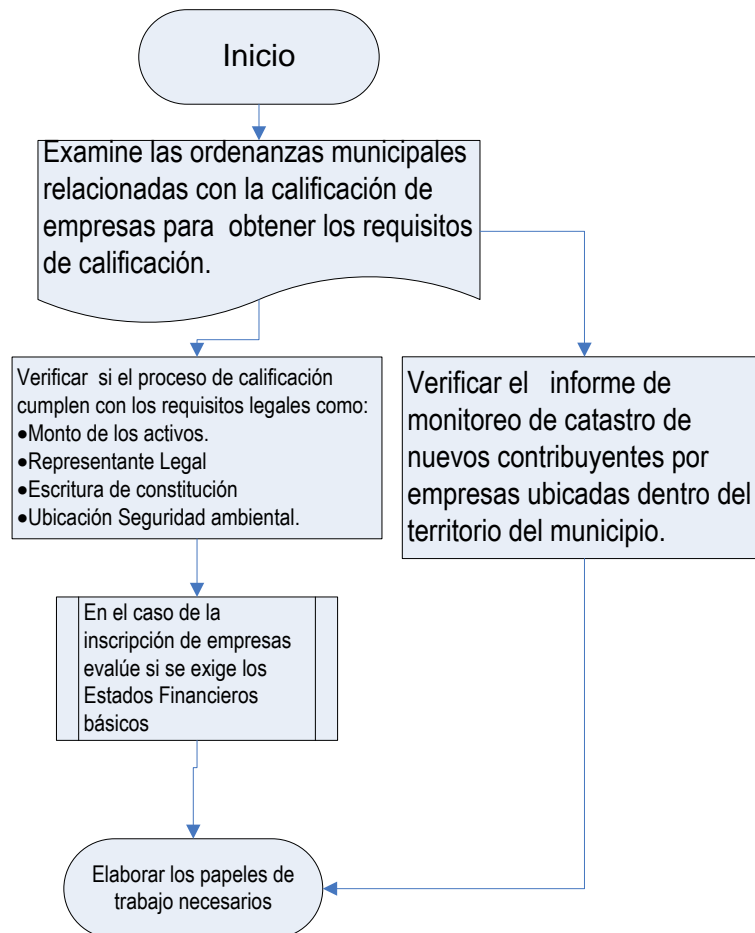 Inicio
Examine las ordenanzas municipales
relacionadas con la calificación de
empresas para  obtener los requisitos
de calificación.
Verificar  si el proceso de calificación
cumplen con los requisitos legales como:
•Monto de los activos.
•Representante Legal
•Escritura de constitución
•Ubicación Seguridad ambiental.
Verificar el   informe de
monitoreo de catastro de
nuevos contribuyentes por
empresas ubicadas dentro del
territorio del municipio.
En el caso de la
inscripción de empresas
evalúe si se exige los
Estados Financieros
básicos
Elaborar los papeles de
trabajo necesarios